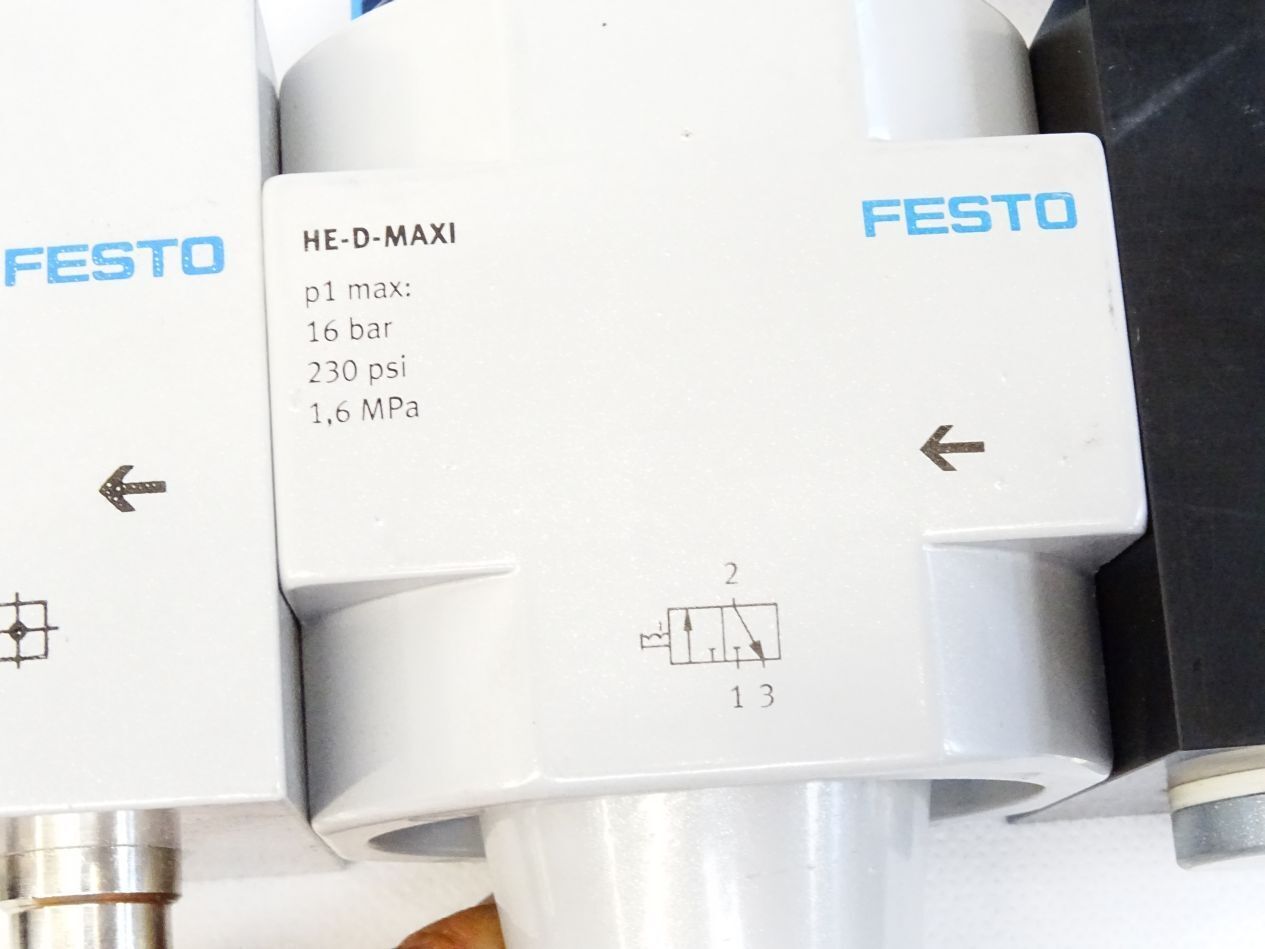 FESTO
HE-D-MAXI
p1 max:
16 bar
230 psi
1,6 MPa
FESTO
2
1 3